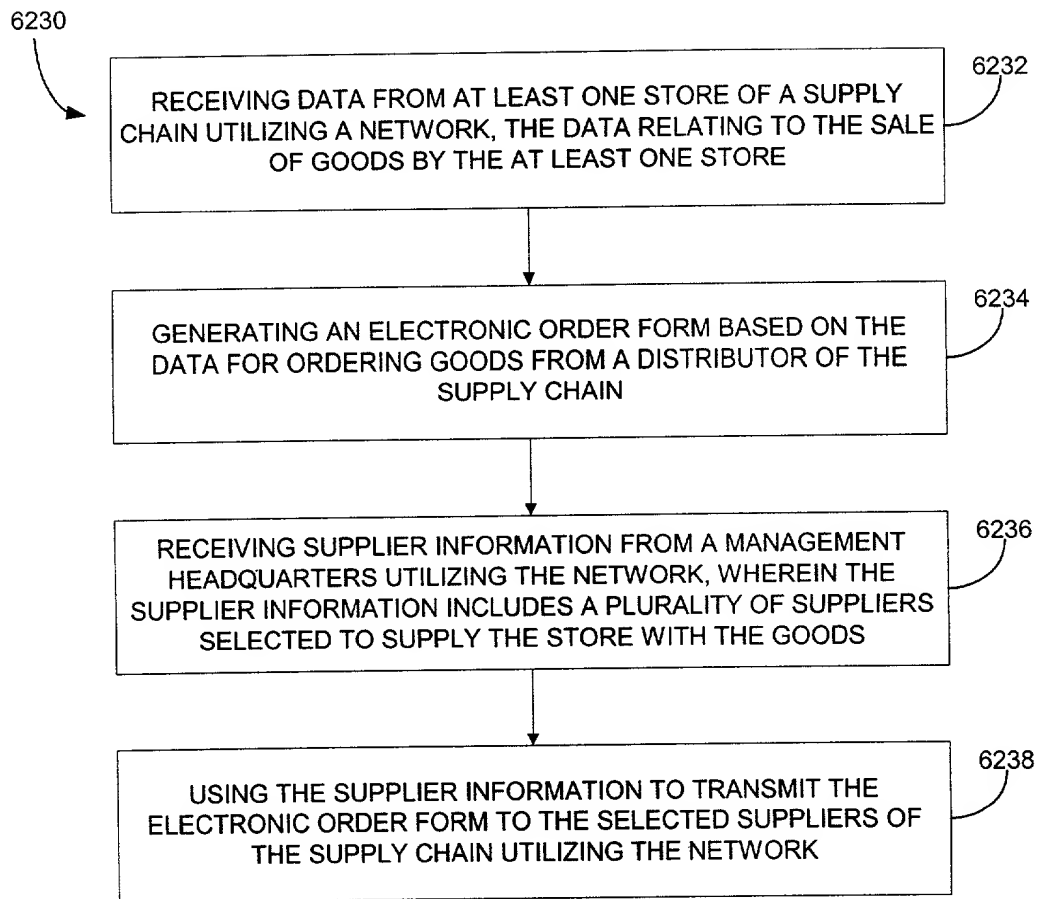 6230
6232
RECEIVING DATA FROM AT LEAST ONE STORE OF A SUPPLY
CHAIN UTILIZING A NETWORK, THE DATA RELATING TO THE SALE
OF GOODS BY THE AT LEAST ONE STORE
6234
GENERATING AN ELECTRONIC ORDER FORM BASED ON THE
DATA FOR ORDERING GOODS FROM A DISTRIBUTOR OF THE
SUPPLY CHAIN
6236
RECEIVING SUPPLIER INFORMATION FROM A MANAGEMENT
HEADQUARTERS UTILIZING THE NETWORK, WHEREIN THE
SUPPLIER INFORMATION INCLUDES A PLURALITY OF SUPPLIERS
SELECTED TO SUPPLY THE STORE WITH THE GOODS
6238
USING THE SUPPLIER INFORMATION TO TRANSMIT THE
ELECTRONIC ORDER FORM TO THE SELECTED SUPPLIERS OF
THE SUPPLY CHAIN UTILIZING THE NETWORK